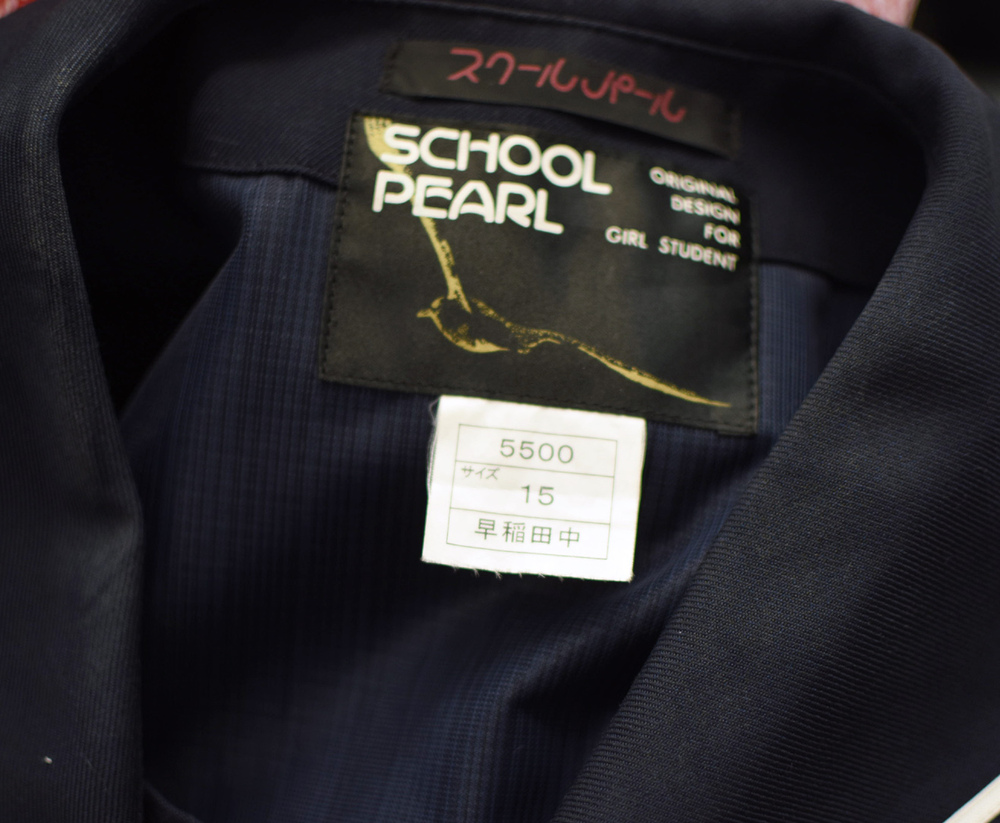 スクールパール
SCHOOL
PEARL
ORIGINAL
DESIGN
FOR
GIRL STUDENT
5500
サイズ
15
早稲田中